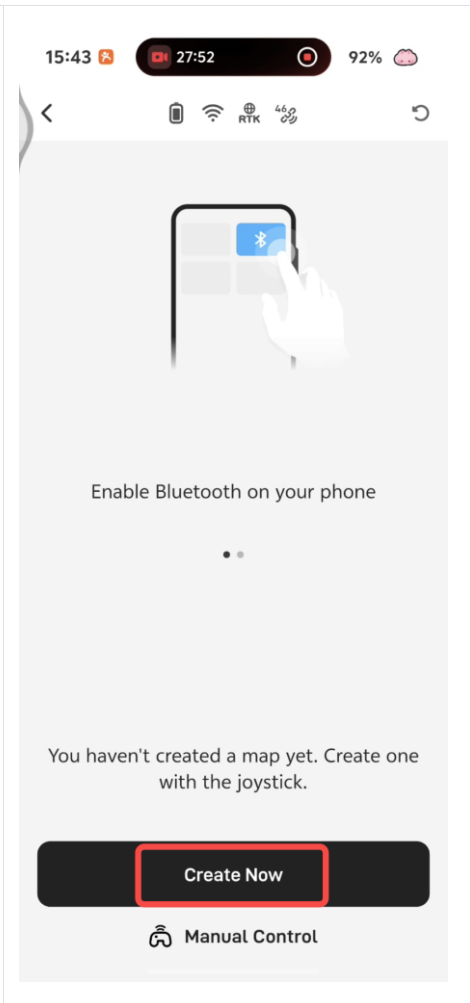 15:43
27:52
92%
RTK
46
Enable Bluetooth on your phone
You haven't created a map yet. Create one
with the joystick.
Create Now
Manual Control